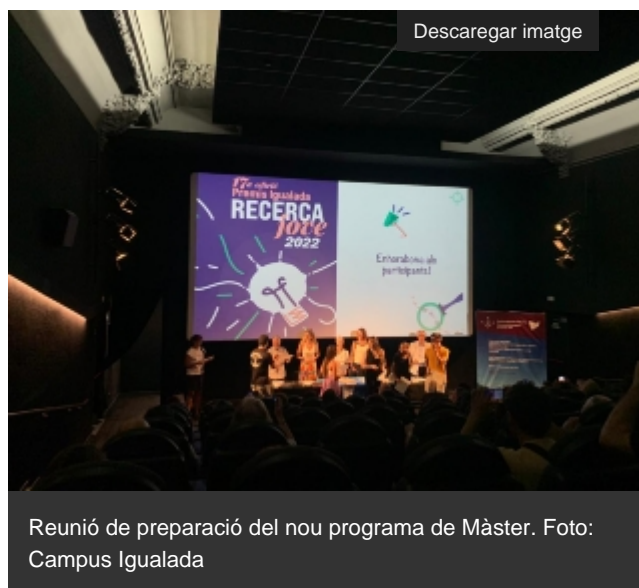 Descaregar imatge
17a edició
Premis Igualada
RECERCA
jove
2022
Enhorabona als
participants!
Reunió de preparació del nou programa de Màster. Foto:
Campus Igualada